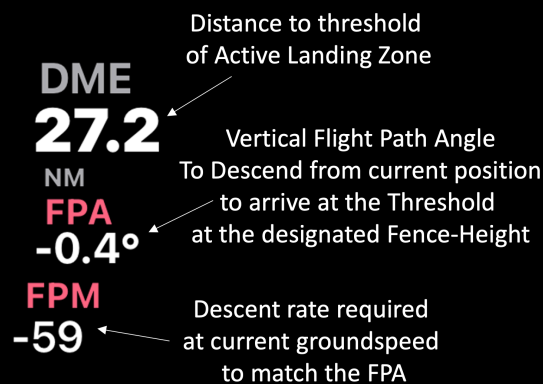 Distance to threshold
of Active Landing Zone
DME
27.2
NM
Vertical Flight Path Angle
To Descend from current position
to arrive at the Threshold
at the designated Fence-Height
FPA
-0.4°
FPM
-59
Descent rate required
at current groundspeed
to match the FPA